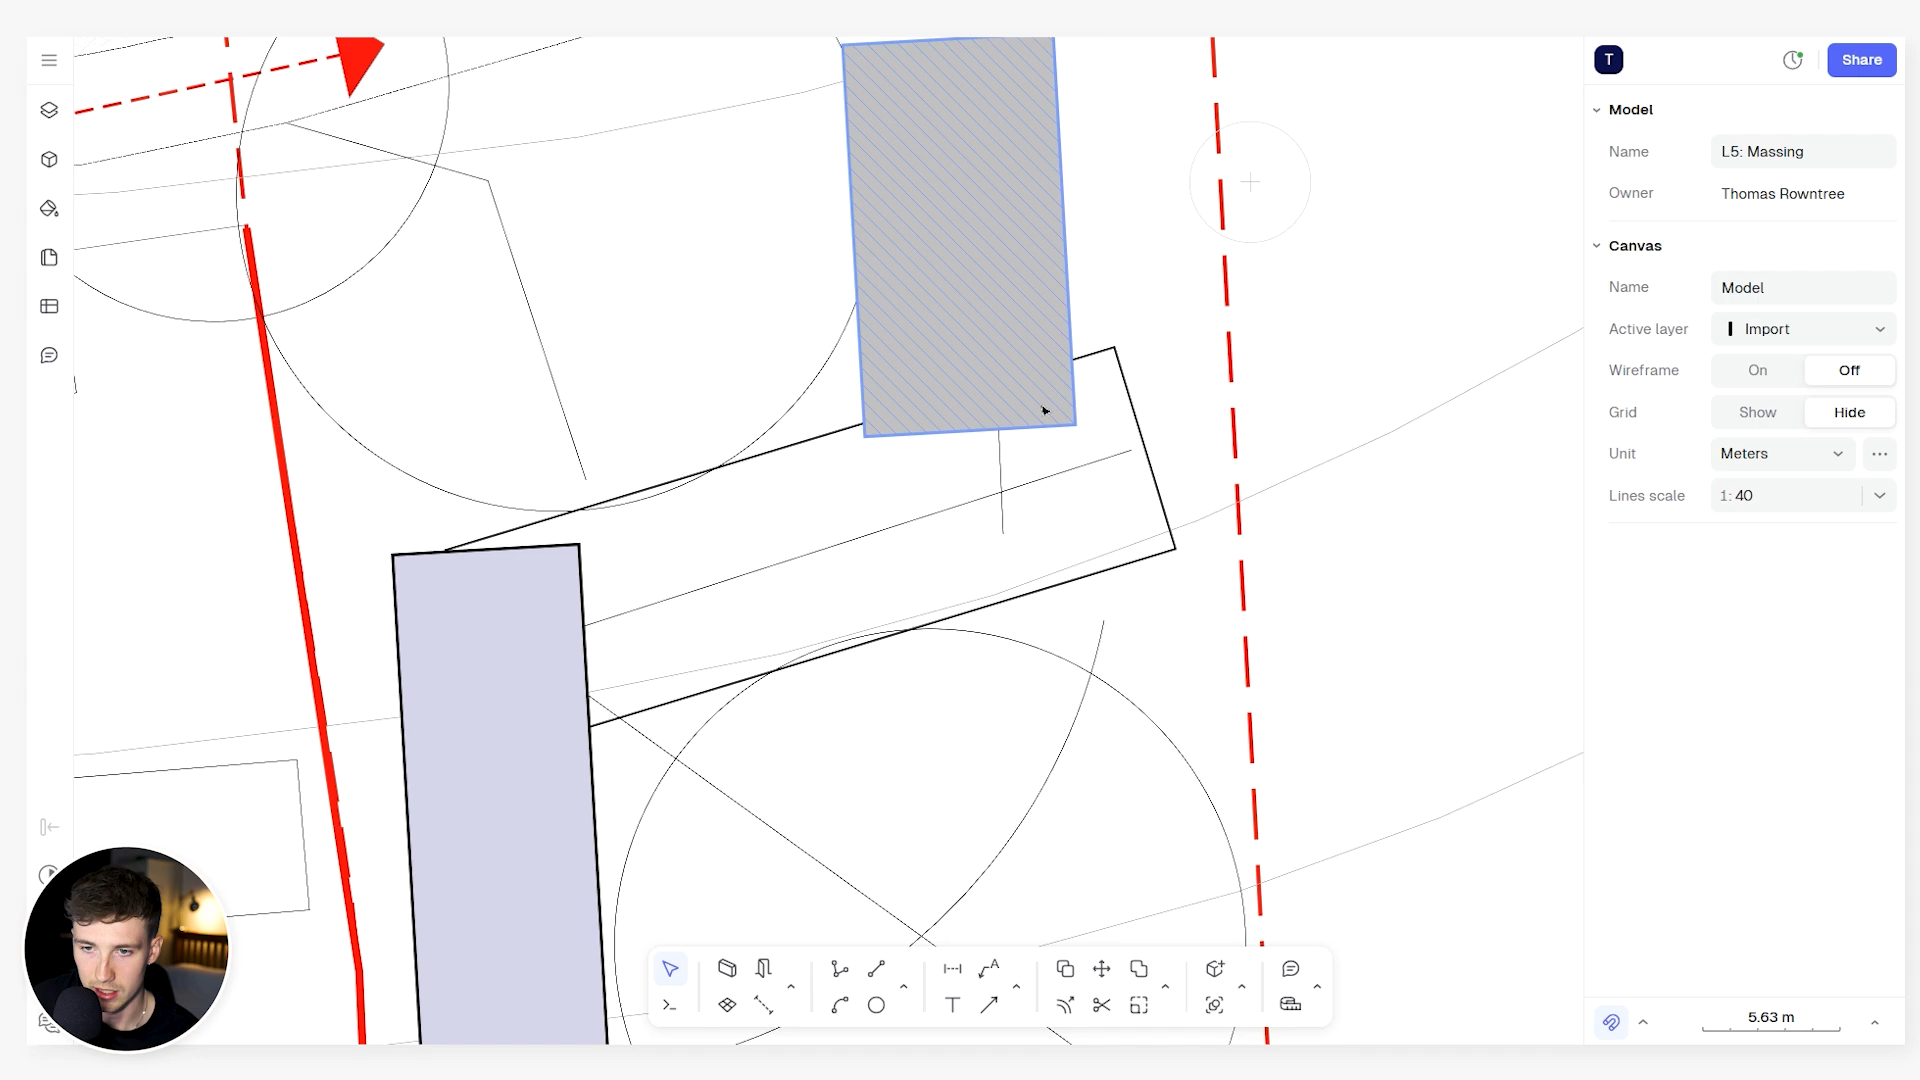 T
Share
Model
Name L5: Massing
Owner Thomas Rowntree
Canvas
Name Model
Active layer Import
Wireframe On Off
Grid Show Hide
Unit Meters
Lines scale 1: 40
A
T
5.63 m